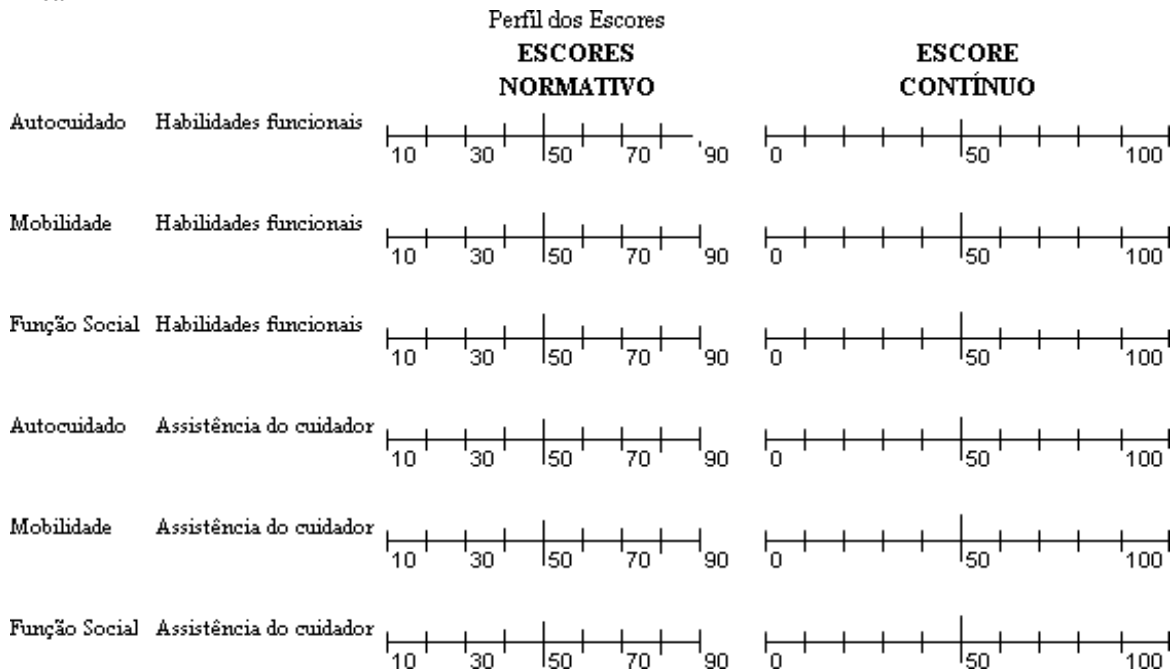 Perfil dos Escores
ESCORES ESCORE
NORMATIVO CONTÍNUO
Autocuidado Habilidades funcionais
10 30 50 70 90 0 50 100
Mobilidade Habilidades funcionais
10 30 50 70 90 0 50 100
Função Social Habilidades funcionais
10 30 50 70 90 0 50 100
Autocuidado Assistência do cuidador
10 30 50 70 90 0 50 100
Mobilidade Assistência do cuidador
10 30 50 70 90 0 50 100
Função Social Assistência do cuidador
10 30 50 70 90 0 50 100